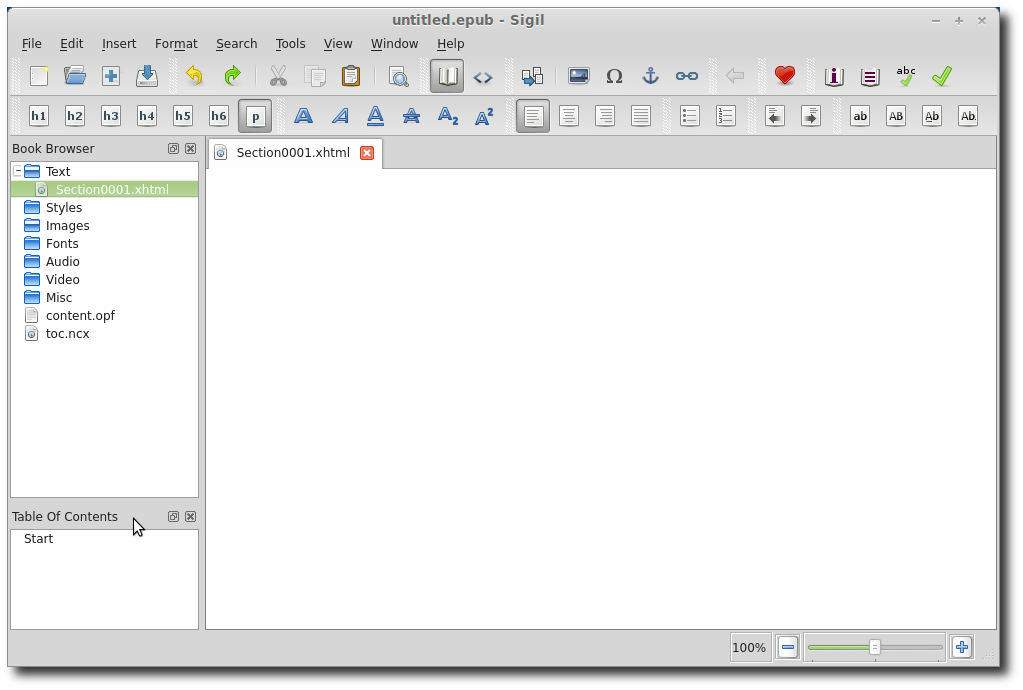 untitled.epub - Sigil
File Edit Insert Format Search Tools View Window Help
Ω abc
h1 h2 h3 h4 h5 h6 p A A A A A2 A2 ab AB Ab Ab.
Book Browser
Section0001.xhtml
Text
Section0001.xhtml
Styles
Images
Fonts
Audio
Video
Misc
content.opf
toc.ncx
Table Of Contents
Start
100%